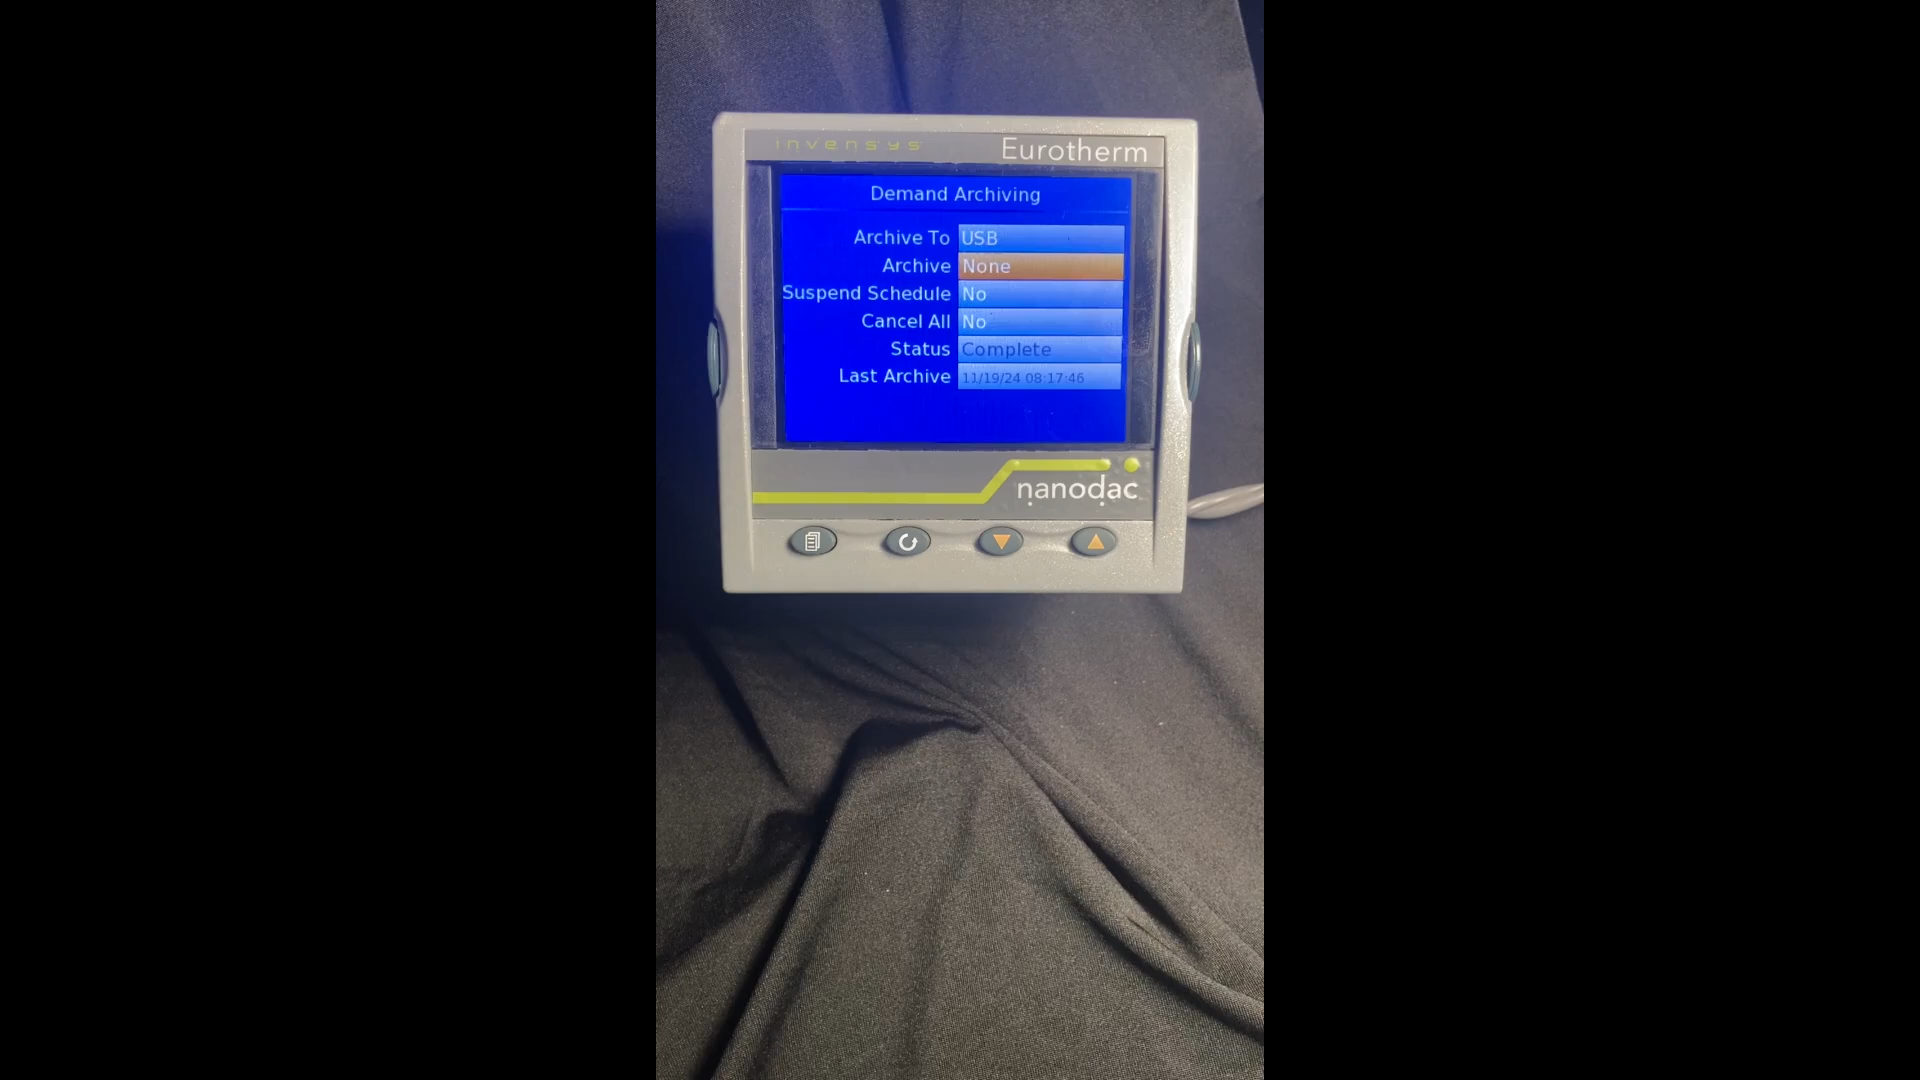 invensys Eurotherm
Demand Archiving
Archive To USB
Archive None
Suspend Schedule No
Cancel All No
Status Complete
Last Archive 11/19/24 08:17:46
nanodac